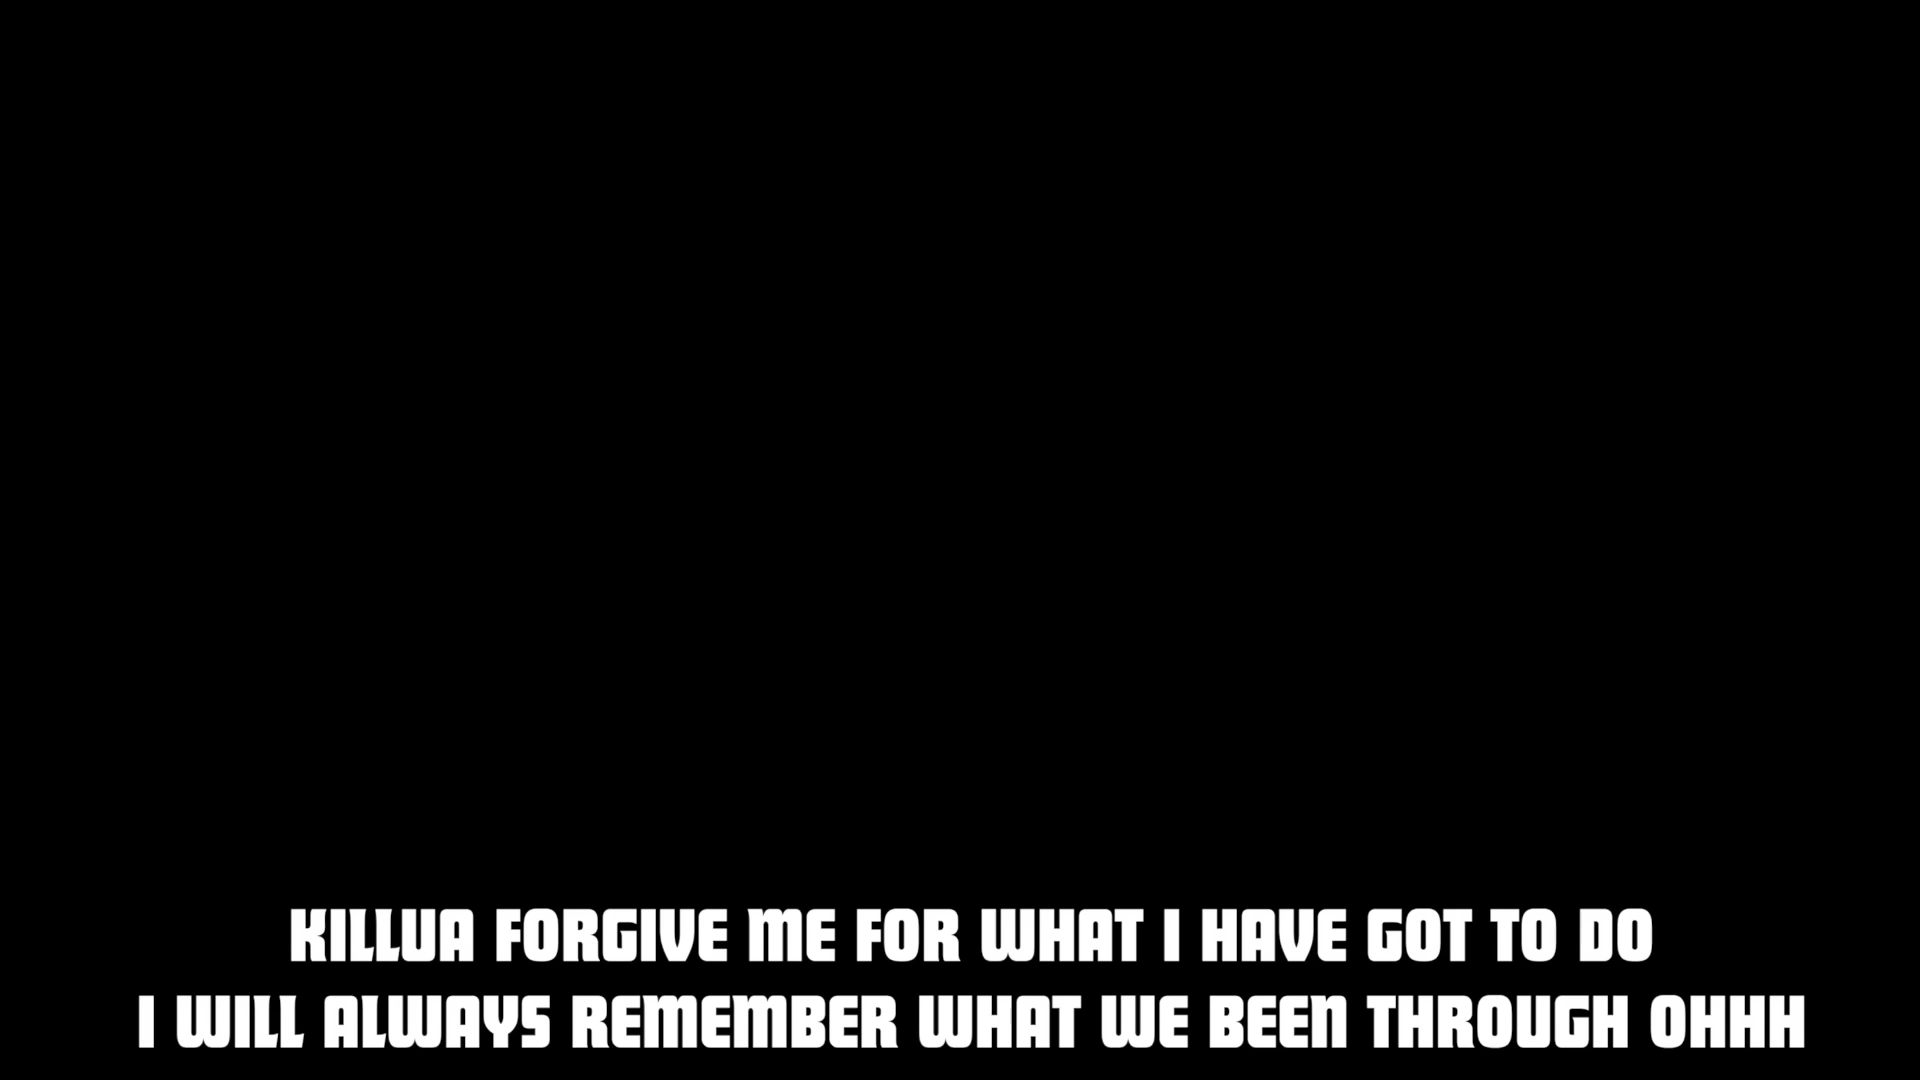 KILLUA FORGIVE ME FOR WHAT I HAVE GOT TO DO
I WILL ALWAYS REMEMBER WHAT WE BEEN THROUGH OHHH